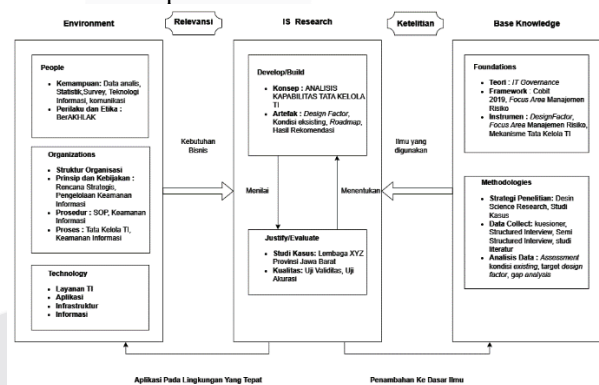 Environment
Relevansi
IS Research
Ketelitian
Base Knowledge
People
Kemampuan: Data analis,
Statistik,Survey, Teknologi
Informasi, komunikasi
Perilaku dan Etika :
BerAKHLAK
Organizations
Struktur Organisasi
Prinsip dan Kebijakan :
Rencana Strategis,
Pengelolaan Keamanan
Informasi
Prosedur : SOP, Keamanan
Informasi
Proses : Tata Kelola TI,
Keamanan Informasi
Technology
Layanan TI
Aplikasi
Infrastruktur
Informasi
Kebutuhan
Bisnis
Develop/Build
Konsep : ANALISIS
KAPABILITAS TATA KELOLA
TI
Artefak : Design Factor,
Kondisi eksisting, Roadmap,
Hasil Rekomendasi
Menilai
Menentukan
Justify/Evaluate
Studi Kasus: Lembaga XYZ
Provinsi Jawa Barat
Kualitas: Uji Validitas, Uji
Akurasi
Ilmu yang
digunakan
Foundations
Teori : IT Governance
Framework : Cobit
2019, Focus Area Manajemen
Risiko
Instrumen : DesignFactor,
Focus Area Manajemen Risiko,
Mekanisme Tata Kelola TI
Methodologies
Strategi Penelitian: Desin
Science Research, Studi
Kasus
Data Collect: kuesioner,
Structured Interview, Semi
Structured Interview, studi
literatur
Analisis Data : Assessment
kondisi existing, target design
factor, gap analysis
Aplikasi Pada Lingkungan Yang Tepat
Penambahan Ke Dasar Ilmu